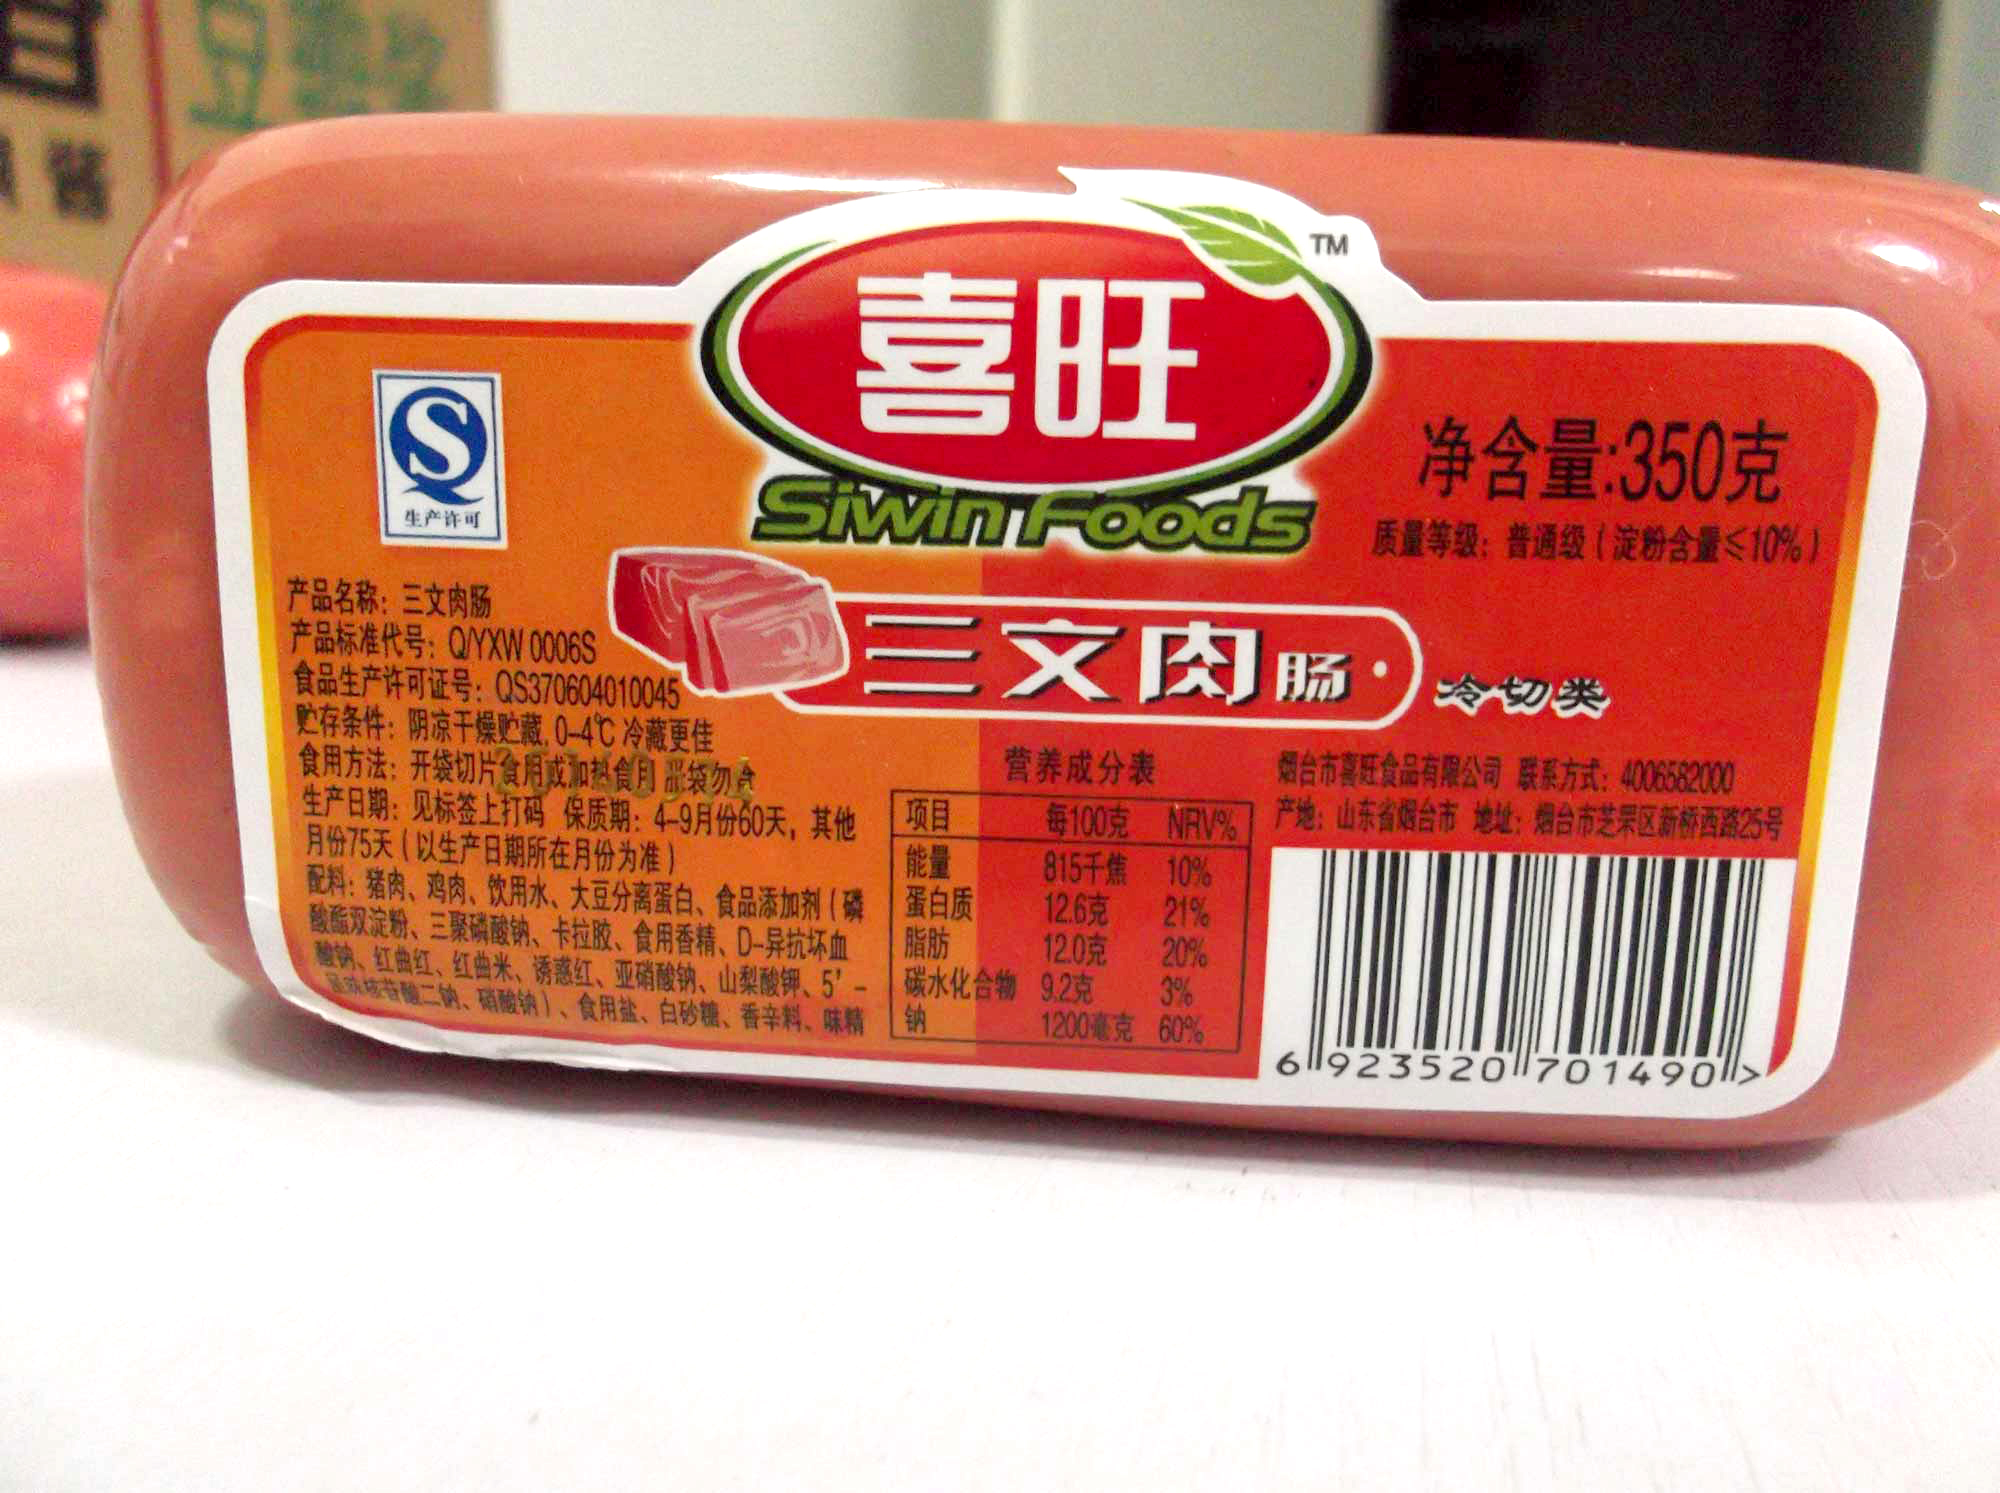 喜旺
TM
Siwin Foods
生产许可
净含量:350克
质量等级：普通级（淀粉含量≤10%）
三文肉肠·
冷切类
产品名称：三文肉肠
产品标准代号：Q/YXW 0006S
食品生产许可证号：QS370604010045
贮存条件：阴凉干燥贮藏,0-4℃ 冷藏更佳
食用方法：开袋切片食用或加热食用 胀袋勿食
生产日期：见标签上打码 保质期：4-9月份60天，其他
月份75天（以生产日期所在月份为准）
配料：猪肉、鸡肉、饮用水、大豆分离蛋白、食品添加剂（磷
酸酯双淀粉、三聚磷酸钠、卡拉胶、食用香精、D-异抗坏血
酸钠、红曲红、红曲米、诱惑红、亚硝酸钠、山梨酸钾、5'-
呈味核苷酸二钠、硝酸钠）、食用盐、白砂糖、香辛料、味精
营养成分表
项目 每100克 NRV%
能量 815千焦 10%
蛋白质 12.6克 21%
脂肪 12.0克 20%
碳水化合物 9.2克 3%
钠 1200毫克 60%
烟台市喜旺食品有限公司 联系方式：4006582000
产地：山东省烟台市 地址：烟台市芝罘区新桥西路25号
6 923520 701490 >